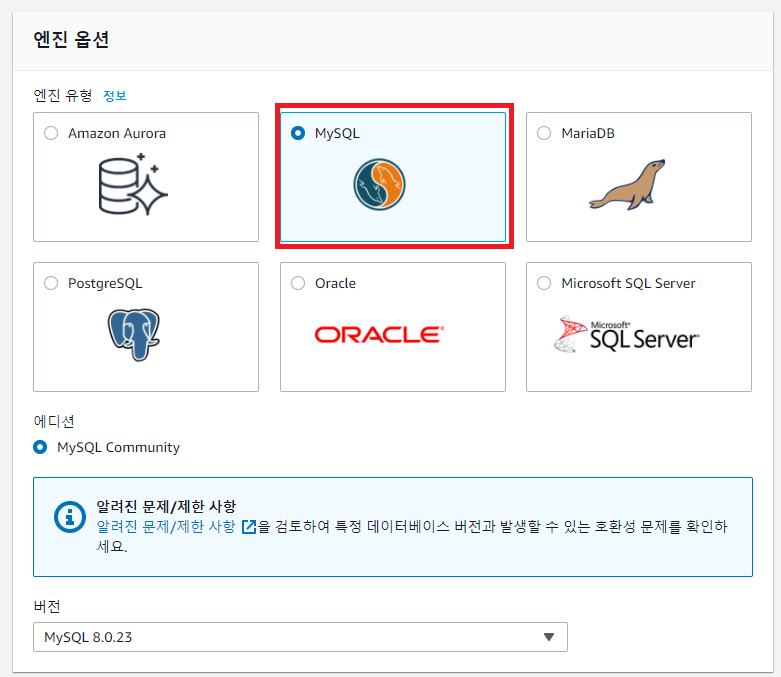 엔진 옵션
엔진 유형 정보
Amazon Aurora
MySQL
MariaDB
PostgreSQL
Oracle
ORACLE
Microsoft SQL Server
Microsoft®
SQL Server
에디션
MySQL Community
알려진 문제/제한 사항
알려진 문제/제한 사항 을 검토하여 특정 데이터베이스 버전과 발생할 수 있는 호환성 문제를 확인하
세요.
버전
MySQL 8.0.23